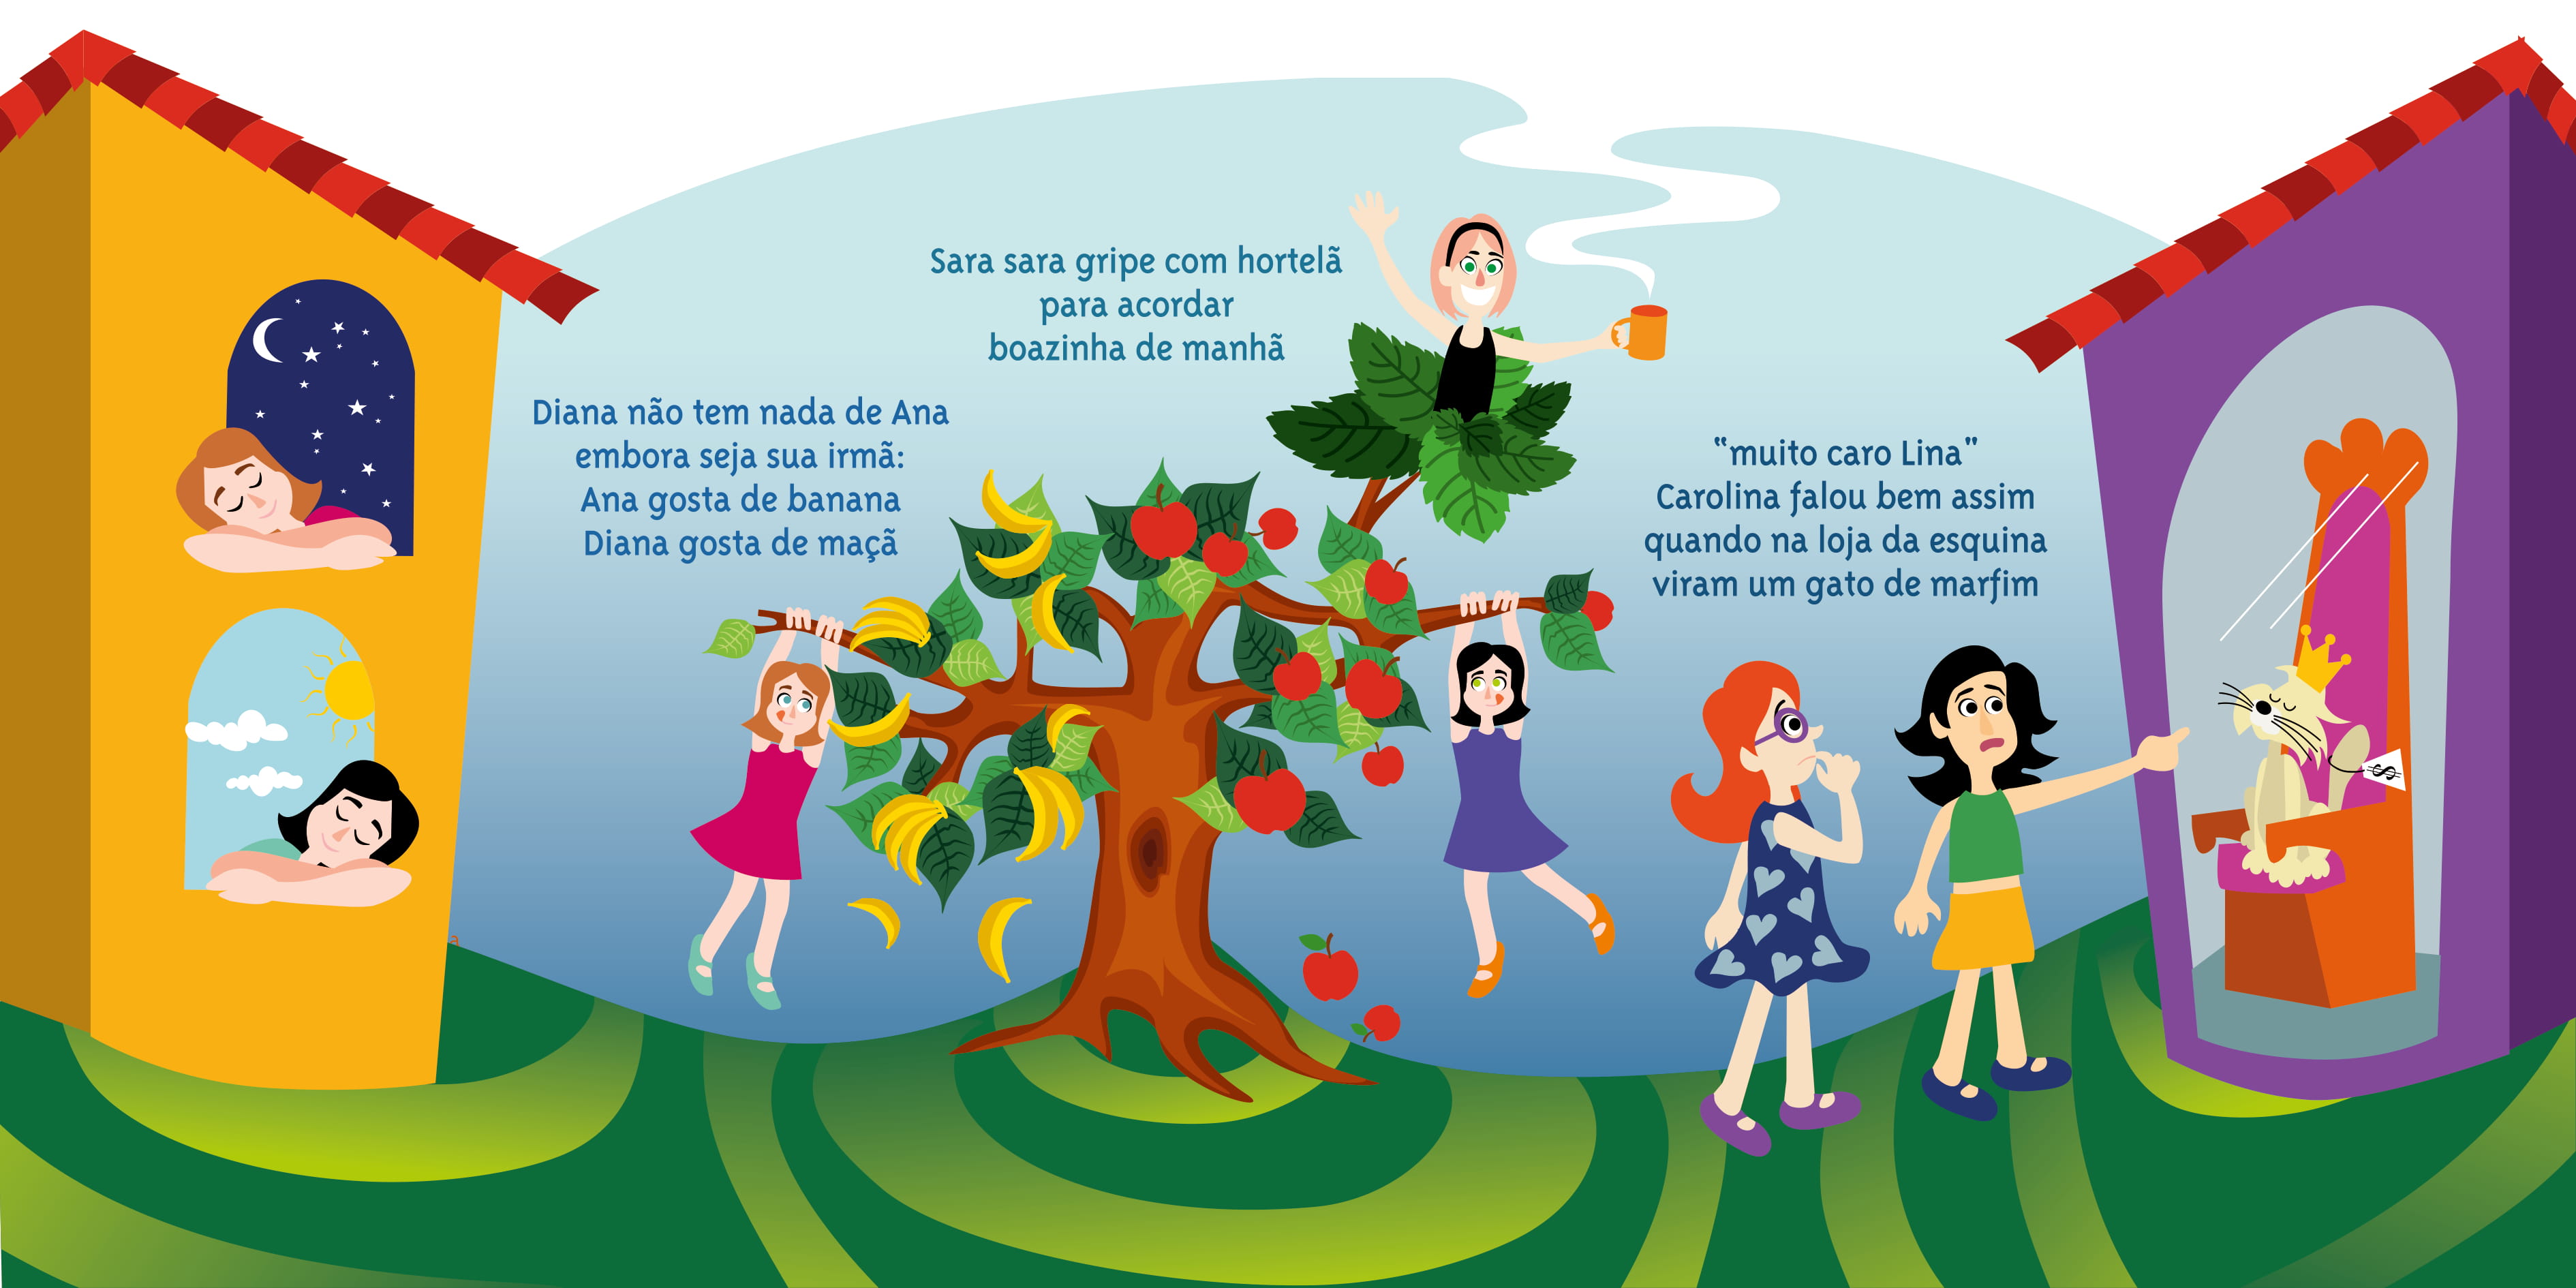 Sara sara gripe com hortelã
para acordar
boazinha de manhã
Diana não tem nada de Ana
embora seja sua irmã:
Ana gosta de banana
Diana gosta de maçã
“muito caro Lina"
Carolina falou bem assim
quando na loja da esquina
viram um gato de marfim
$
a